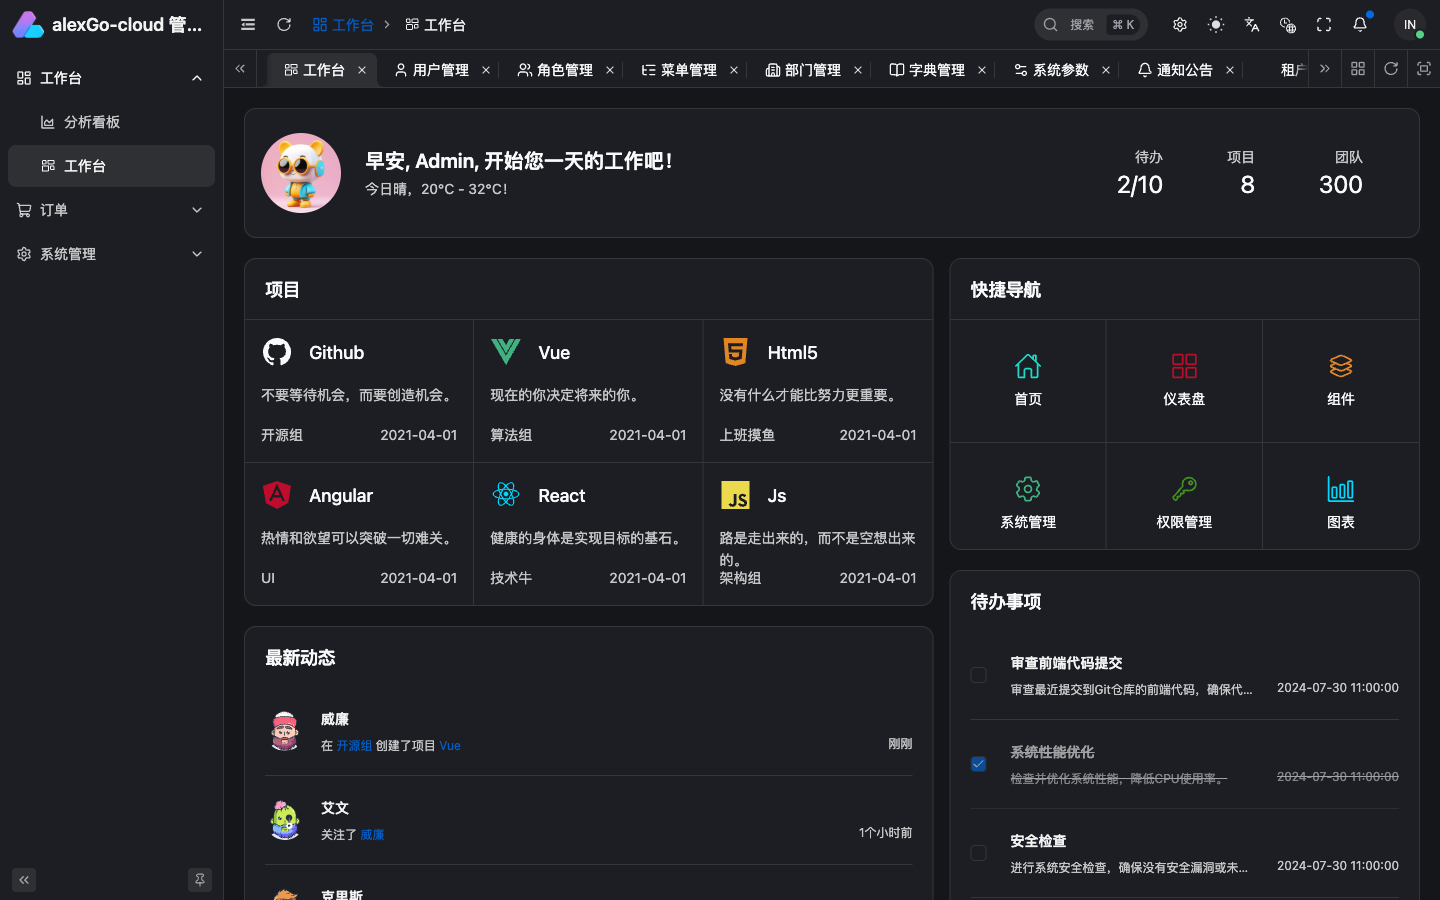 alexGo-cloud 管...
工作台
工作台
搜索
⌘ K
IN
工作台
用户管理
角色管理
菜单管理
部门管理
字典管理
系统参数
通知公告
租户
工作台
分析看板
工作台
订单
系统管理
早安, Admin, 开始您一天的工作吧！
今日晴，20℃ - 32℃！
待办
2/10
项目
8
团队
300
项目
Github
不要等待机会，而要创造机会。
开源组 2021-04-01
Vue
现在的你决定将来的你。
算法组 2021-04-01
Html5
没有什么才能比努力更重要。
上班摸鱼 2021-04-01
Angular
热情和欲望可以突破一切难关。
UI 2021-04-01
React
健康的身体是实现目标的基石。
技术牛 2021-04-01
JS
Js
路是走出来的，而不是空想出来
的。
架构组 2021-04-01
快捷导航
首页
仪表盘
组件
系统管理
权限管理
图表
最新动态
威廉
在 开源组 创建了项目 Vue
刚刚
艾文
关注了 威廉
1个小时前
克里斯
待办事项
审查前端代码提交
审查最近提交到Git仓库的前端代码，确保代...
2024-07-30 11:00:00
系统性能优化
检查并优化系统性能，降低CPU使用率。
2024-07-30 11:00:00
安全检查
进行系统安全检查，确保没有安全漏洞或未...
2024-07-30 11:00:00